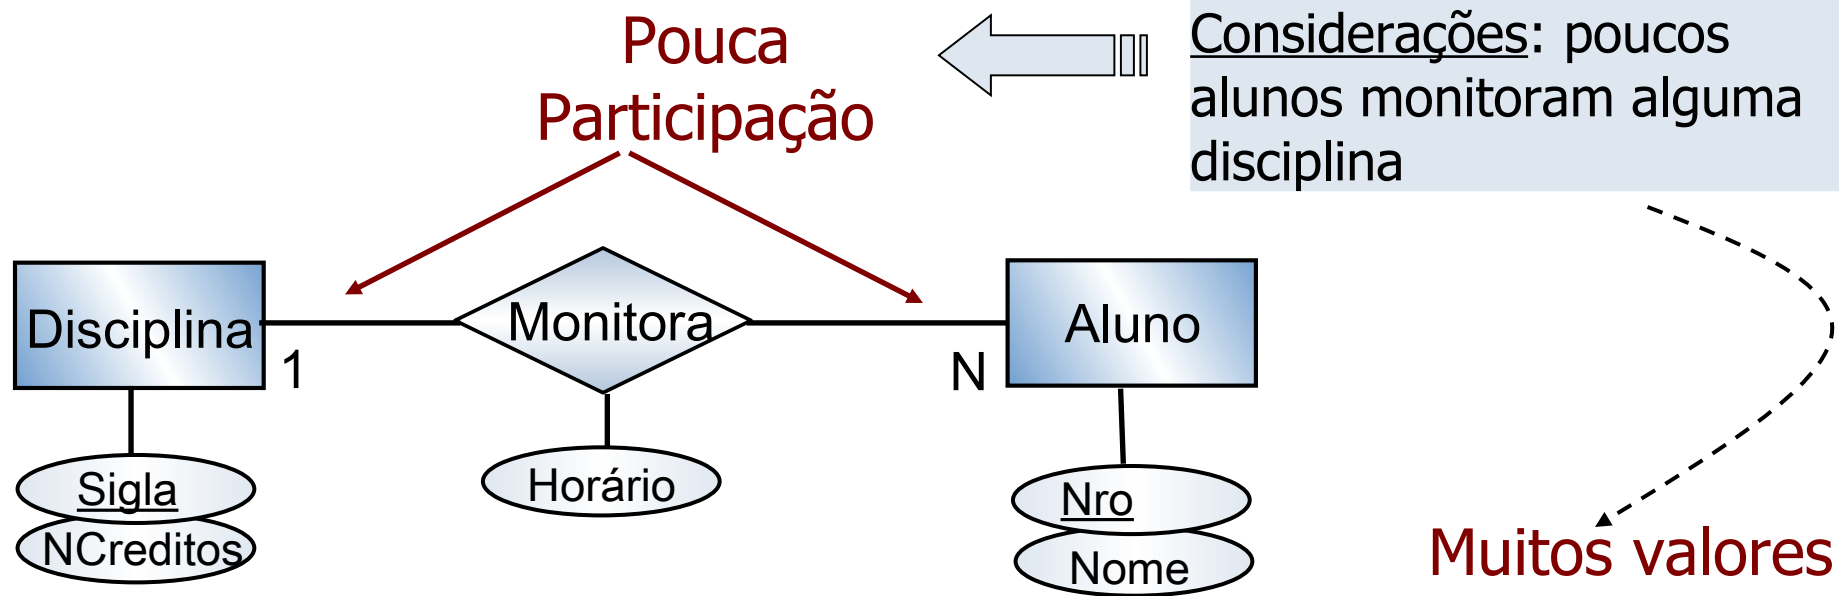 Pouca
Participação
Considerações: poucos
alunos monitoram alguma
disciplina
Disciplina
1
Monitora
N
Aluno
Sigla
NCreditos
Horário
Nro
Nome
Muitos valores